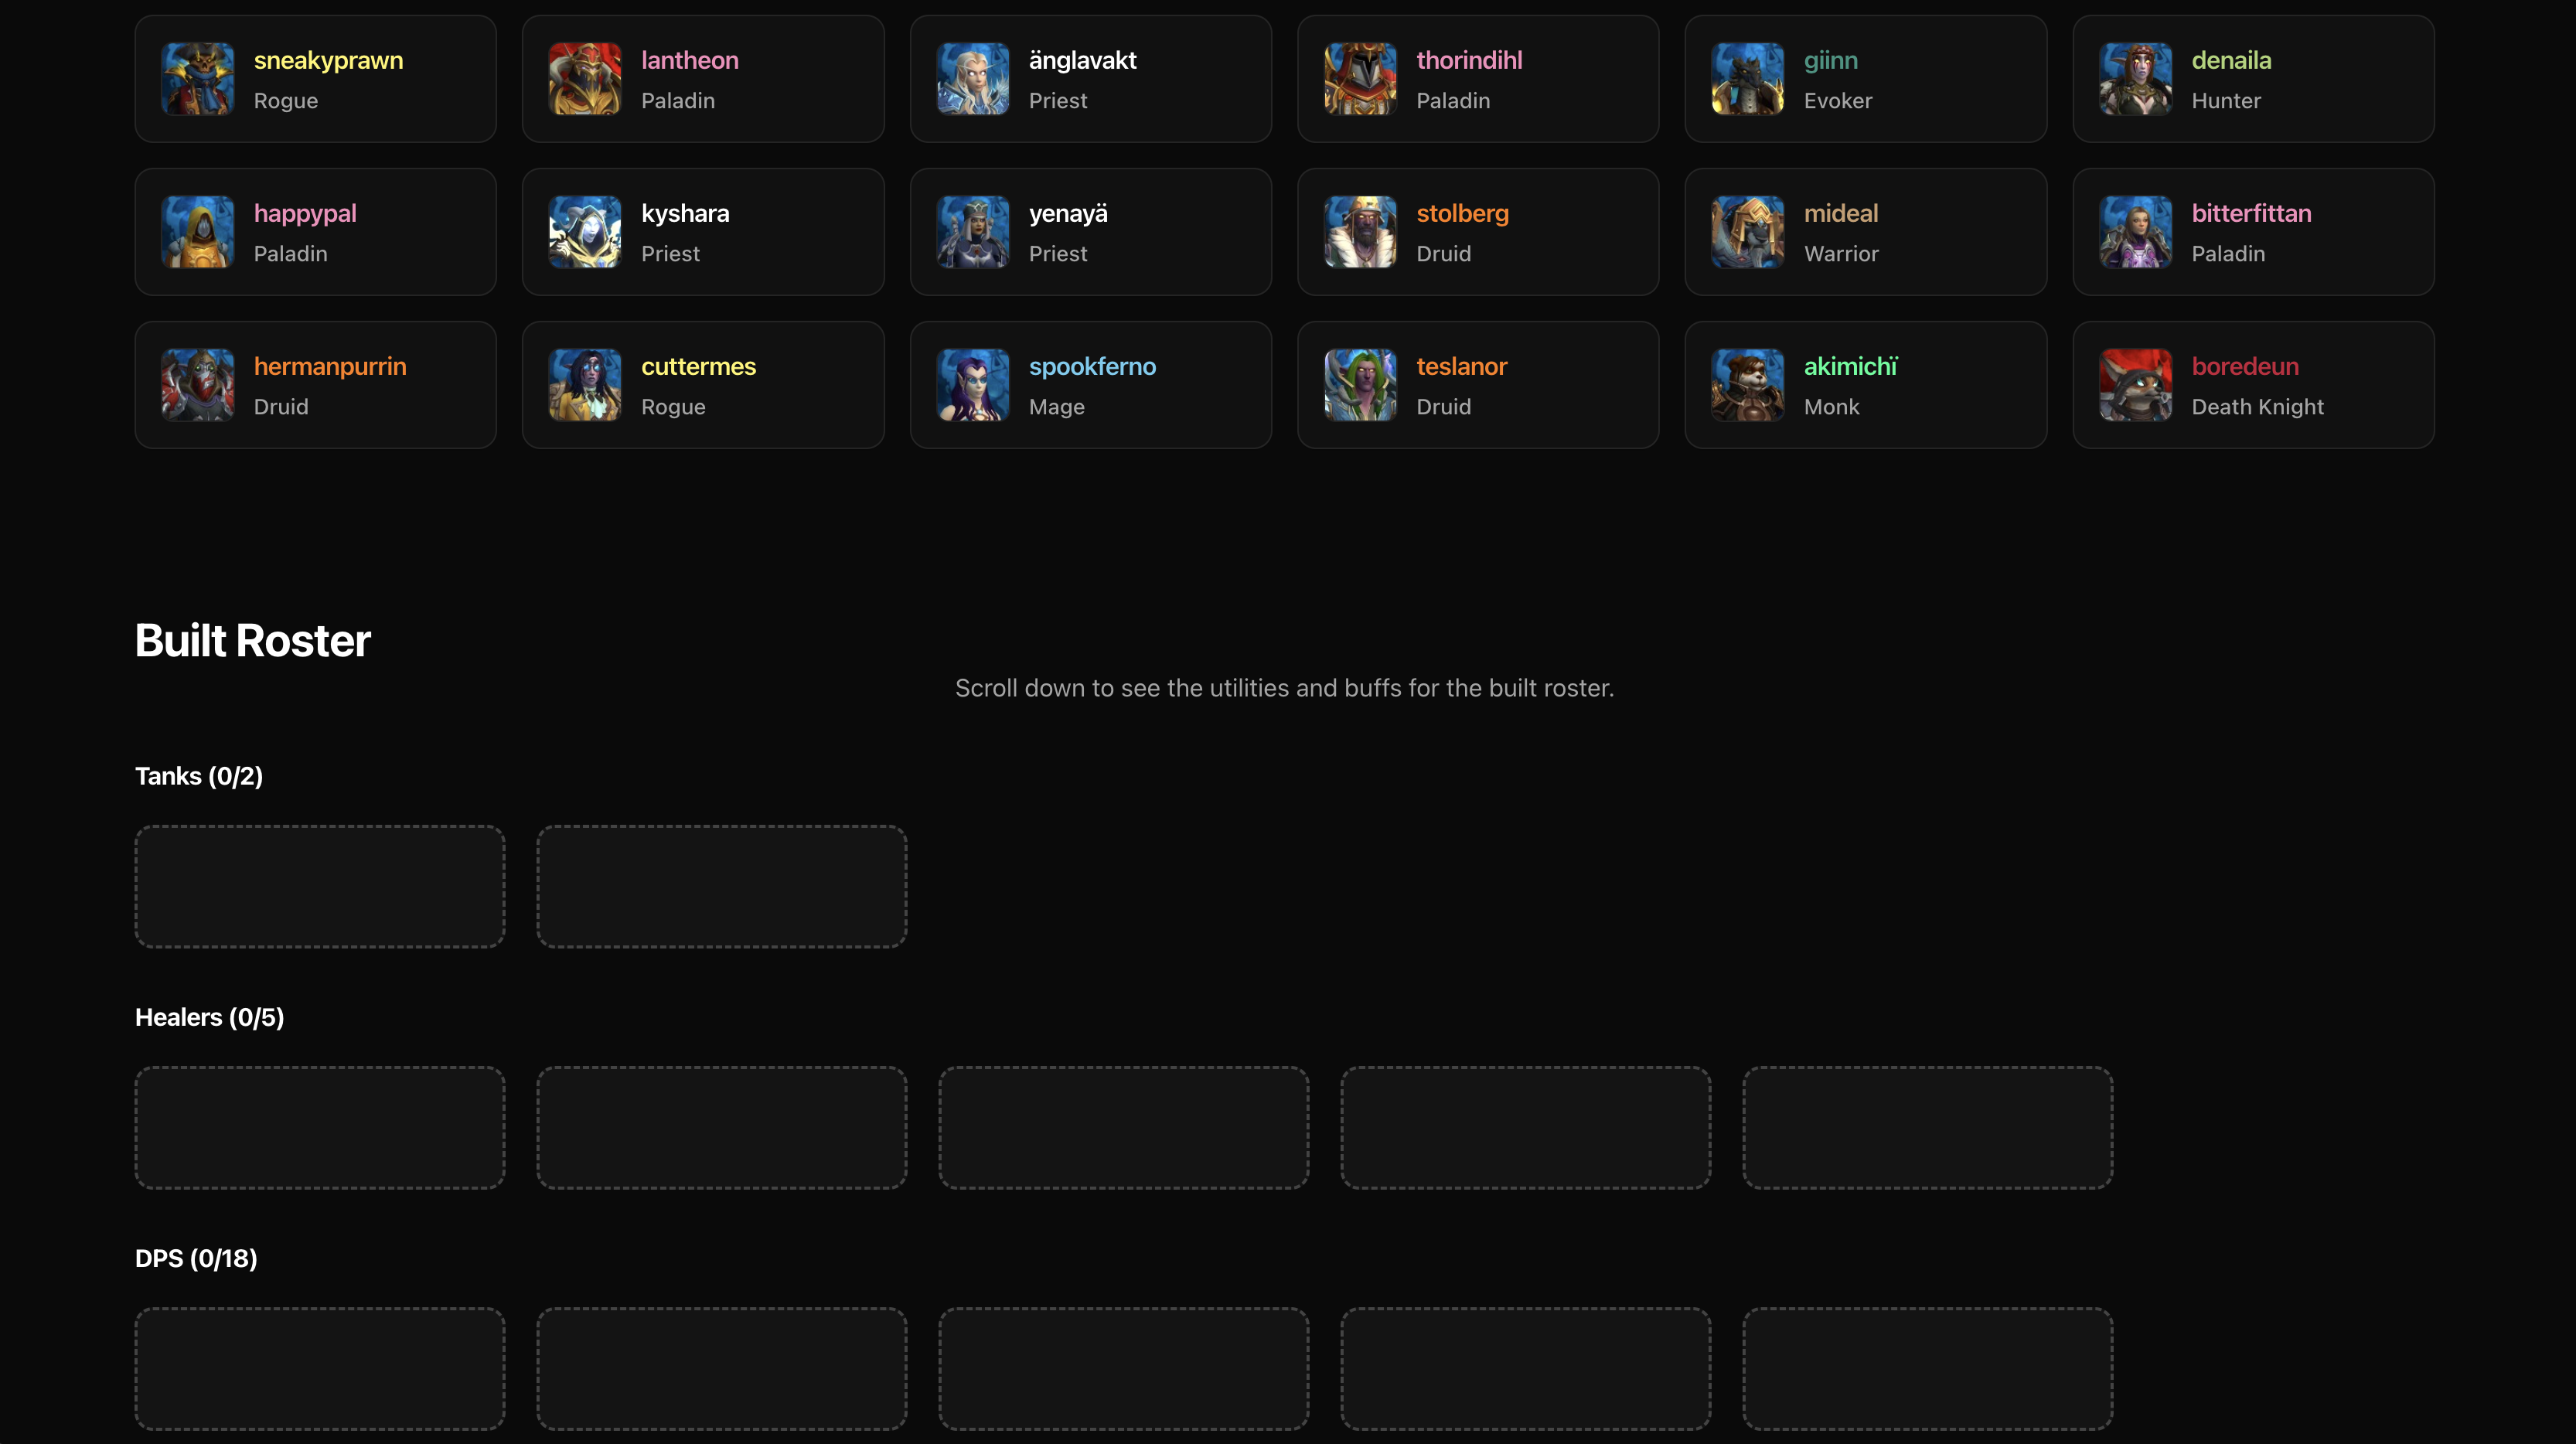 sneakyprawn
Rogue
lantheon
Paladin
änglavakt
Priest
thorindihl
Paladin
giinn
Evoker
denaila
Hunter
happypal
Paladin
kyshara
Priest
yenayä
Priest
stolberg
Druid
mideal
Warrior
bitterfittan
Paladin
hermanpurrin
Druid
cuttermes
Rogue
spookferno
Mage
teslanor
Druid
akimichï
Monk
boredeun
Death Knight
Built Roster
Scroll down to see the utilities and buffs for the built roster.
Tanks (0/2)
Healers (0/5)
DPS (0/18)